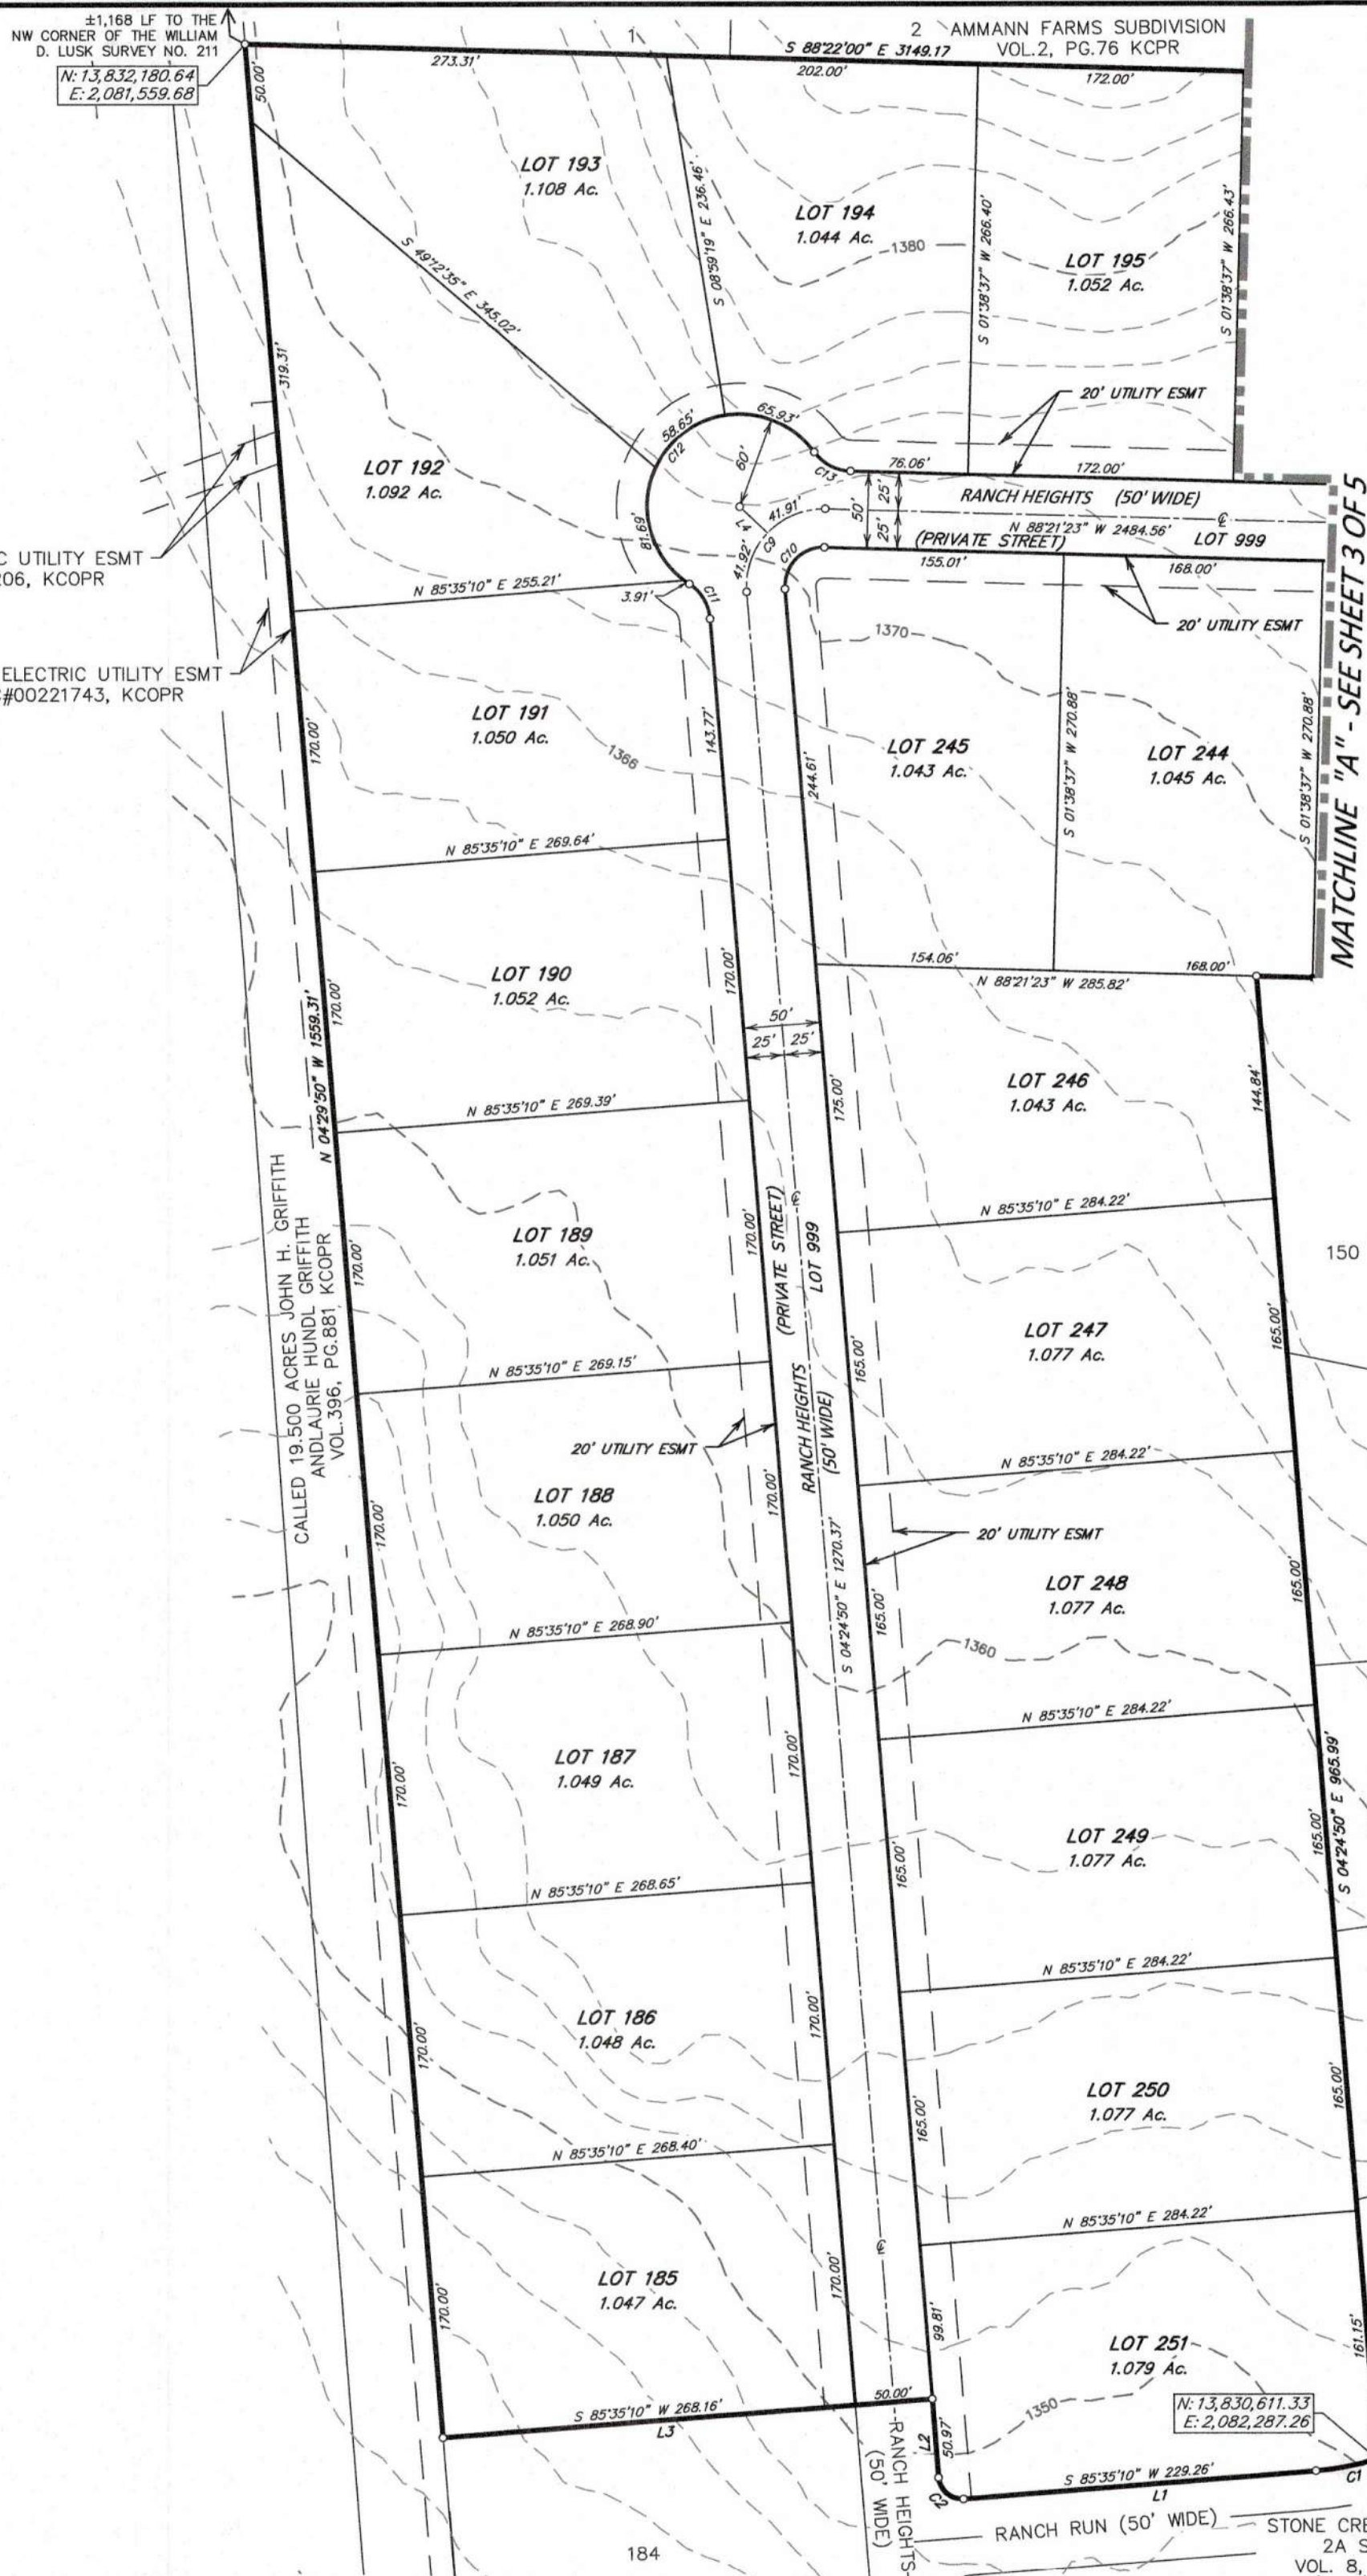 ±1,168 LF TO THE
NW CORNER OF THE WILLIAM
D. LUSK SURVEY NO. 211
N: 13,832,180.64
E: 2,081,559.68
1
2 AMMANN FARMS SUBDIVISION
VOL.2, PG.76 KCPR
S 88°22'00" E 3149.17
273.31'
202.00'
172.00'
50.00'
LOT 193
1.108 Ac.
S 08°59'19" E 236.46'
LOT 194
1.044 Ac.
1380
S 01°38'37" W 266.40'
LOT 195
1.052 Ac.
S 01°38'37" W 266.43'
S 49°12'35" E 345.02'
319.31'
20' UTILITY ESMT
65.93'
58.65'
C12
60'
C13
76.06'
172.00'
LOT 192
1.092 Ac.
81.69'
L4
41.91'
41.92'
C9
C10
50'
25'
25'
RANCH HEIGHTS (50' WIDE)
N 88°21'23" W 2484.56'
(PRIVATE STREET)
LOT 999
155.01'
168.00'
C UTILITY ESMT
206, KCOPR
N 85°35'10" E 255.21'
3.91'
C11
20' UTILITY ESMT
1370
ELECTRIC UTILITY ESMT
#00221743, KCOPR
MATCHLINE "A" - SEE SHEET 3 OF 5
LOT 191
1.050 Ac.
1366
170.00'
143.77'
244.61'
LOT 245
1.043 Ac.
S 01°38'37" W 270.88'
LOT 244
1.045 Ac.
S 01°38'37" W 270.88'
N 85°35'10" E 269.64'
154.06'
168.00'
N 88°21'23" W 285.82'
LOT 190
1.052 Ac.
170.00'
170.00'
N 04°29'50" W 1559.31'
50'
25'
25'
LOT 246
1.043 Ac.
175.00'
144.84'
N 85°35'10" E 269.39'
CALLED 19.500 ACRES JOHN H. GRIFFITH
ANDLAURIE HUNDL GRIFFITH
VOL.396, PG.881 KCOPR
LOT 189
1.051 Ac.
170.00'
170.00'
(PRIVATE STREET)
LOT 999
N 85°35'10" E 284.22'
150
LOT 247
1.077 Ac.
165.00'
165.00'
N 85°35'10" E 269.15'
RANCH HEIGHTS
(50' WIDE)
20' UTILITY ESMT
N 85°35'10" E 284.22'
LOT 188
1.050 Ac.
170.00'
170.00'
20' UTILITY ESMT
S 04°24'50" E 1270.37'
LOT 248
1.077 Ac.
165.00'
165.00'
N 85°35'10" E 268.90'
1360
N 85°35'10" E 284.22'
LOT 187
1.049 Ac.
170.00'
170.00'
LOT 249
1.077 Ac.
165.00'
165.00'
S 04°24'50" E 965.99'
N 85°35'10" E 268.65'
N 85°35'10" E 284.22'
LOT 186
1.048 Ac.
170.00'
170.00'
LOT 250
1.077 Ac.
165.00'
165.00'
N 85°35'10" E 268.40'
N 85°35'10" E 284.22'
LOT 185
1.047 Ac.
170.00'
170.00'
99.81'
LOT 251
1.079 Ac.
161.15'
1350
N: 13,830,611.33
E: 2,082,287.26
50.00'
S 85°35'10" W 268.16'
L3
L2
50.97'
RANCH HEIGHTS
(50' WIDE)
C2
S 85°35'10" W 229.26'
L1
C1
RANCH RUN (50' WIDE)
184
STONE CRE
2A S
VOL. 8,